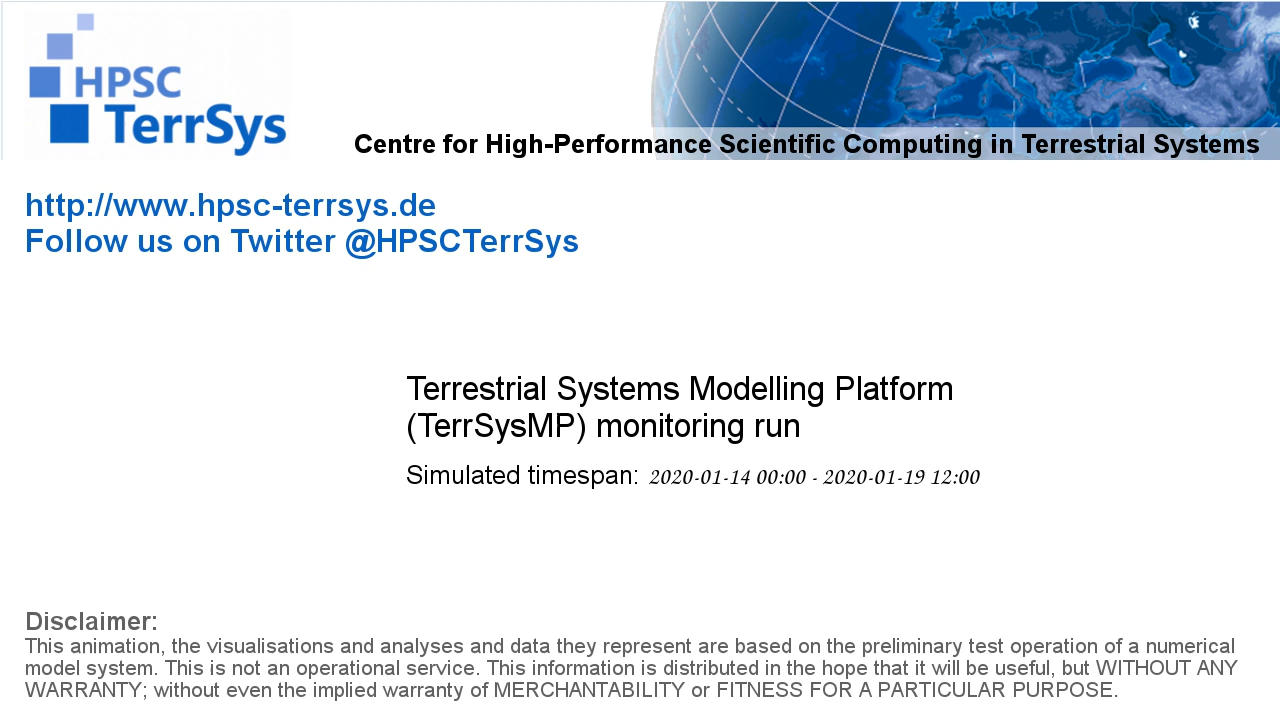 HPSC
TerrSys
Centre for High-Performance Scientific Computing in Terrestrial Systems
http://www.hpsc-terrsys.de
Follow us on Twitter @HPSCTerrSys
Terrestrial Systems Modelling Platform
(TerrSysMP) monitoring run
Simulated timespan: 2020-01-14 00:00 - 2020-01-19 12:00
Disclaimer:
This animation, the visualisations and analyses and data they represent are based on the preliminary test operation of a numerical
model system. This is not an operational service. This information is distributed in the hope that it will be useful, but WITHOUT ANY
WARRANTY; without even the implied warranty of MERCHANTABILITY or FITNESS FOR A PARTICULAR PURPOSE.